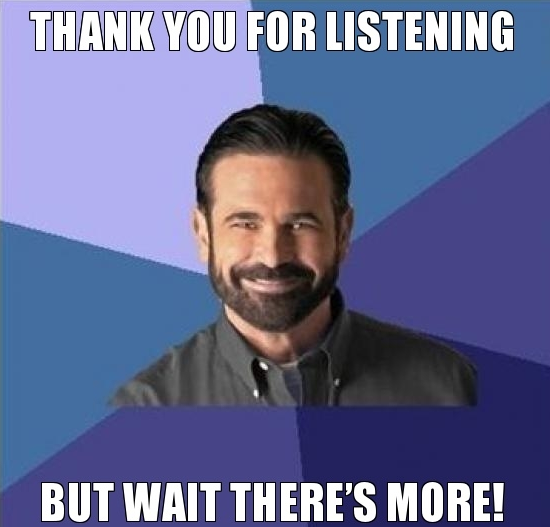 THANK YOU FOR LISTENING
BUT WAIT THERE’S MORE!